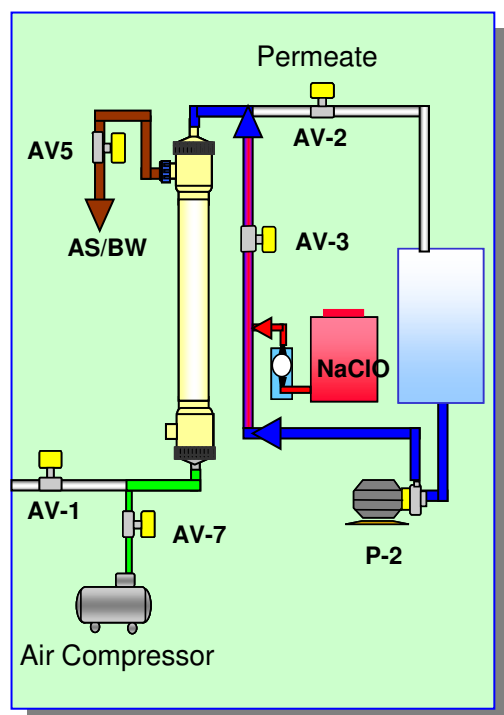 Permeate
AV-2
AV5
AS/BW
AV-3
NaClO
AV-1
AV-7
P-2
Air Compressor